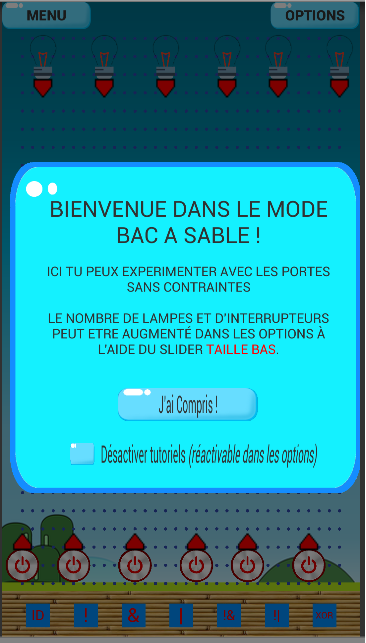 MENU
OPTIONS
BIENVENUE DANS LE MODE
BAC A SABLE !
ICI TU PEUX EXPERIMENTER AVEC LES PORTES
SANS CONTRAINTES
LE NOMBRE DE LAMPES ET D'INTERRUPTEURS
PEUT ETRE AUGMENTÉ DANS LES OPTIONS À
L'AIDE DU SLIDER TAILLE BAS.
J'ai Compris !
Désactiver tutoriels (réactivable dans les options)
ID
!
&
|
!&
!|